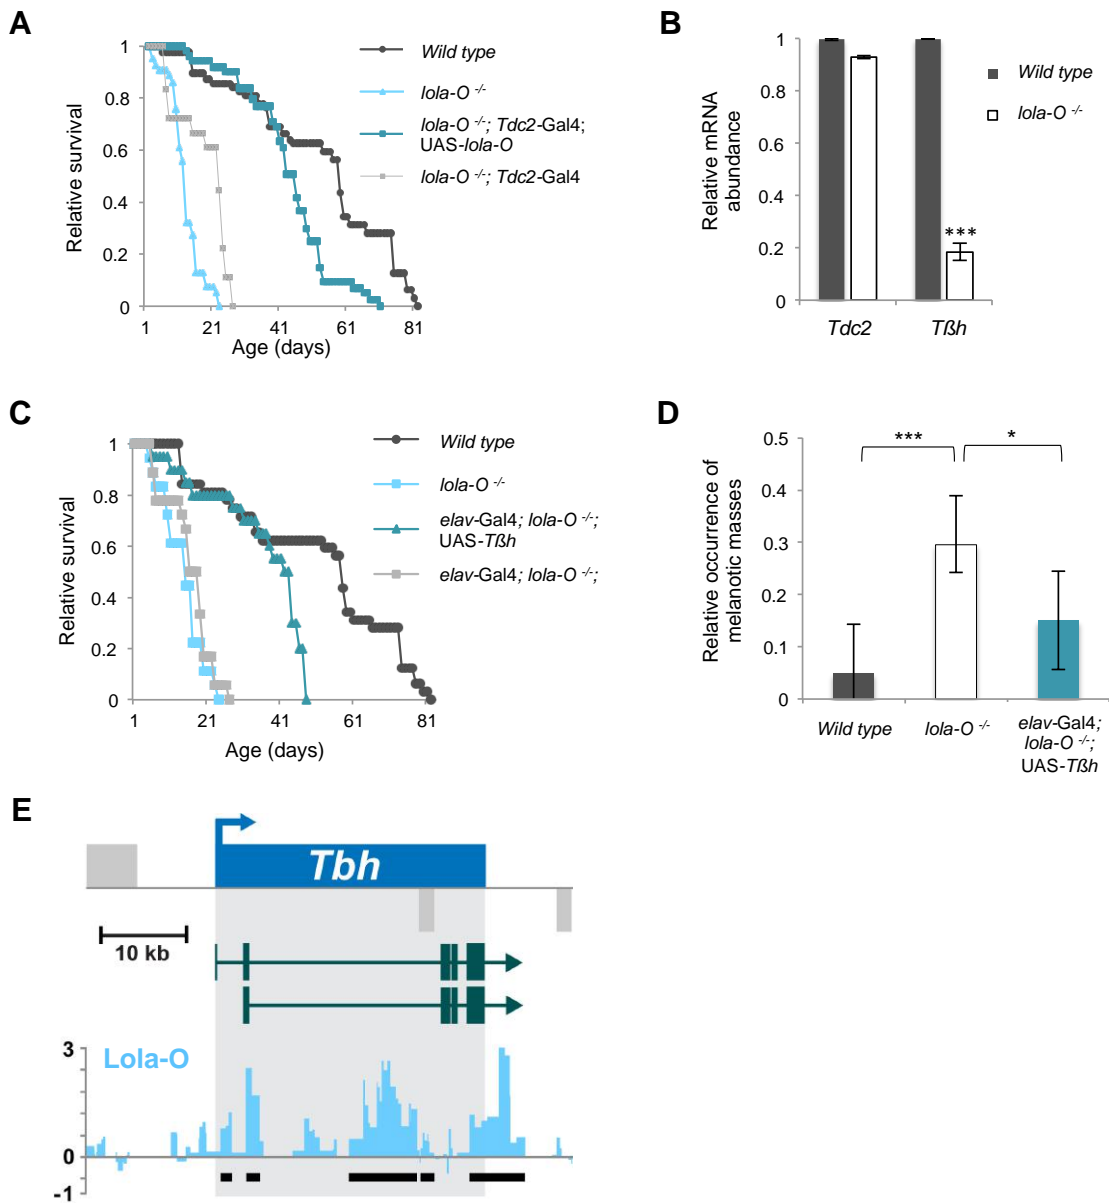 A
1
0.8
0.6
0.4
0.2
0
Relative survival
1 21 41 61 81
Age (days)
Wild type
lola-O -/-
lola-O -/-; Tdc2-Gal4;
UAS-lola-O
lola-O -/-; Tdc2-Gal4
B
1
0.8
0.6
0.4
0.2
0
Relative mRNA
abundance
***
Tdc2 Tßh
Wild type
lola-O -/-
C
1
0.8
0.6
0.4
0.2
0
Relative survival
1 21 41 61 81
Age (days)
Wild type
lola-O -/-
elav-Gal4; lola-O -/-;
UAS-Tßh
elav-Gal4; lola-O -/-;
D
0.5
0.4
0.3
0.2
0.1
0
Relative occurrence of
melanotic masses
*** *
Wild type
lola-O -/-
elav-Gal4;
lola-O -/-;
UAS-Tßh
E
Tbh
10 kb
Lola-O
3
0
-1